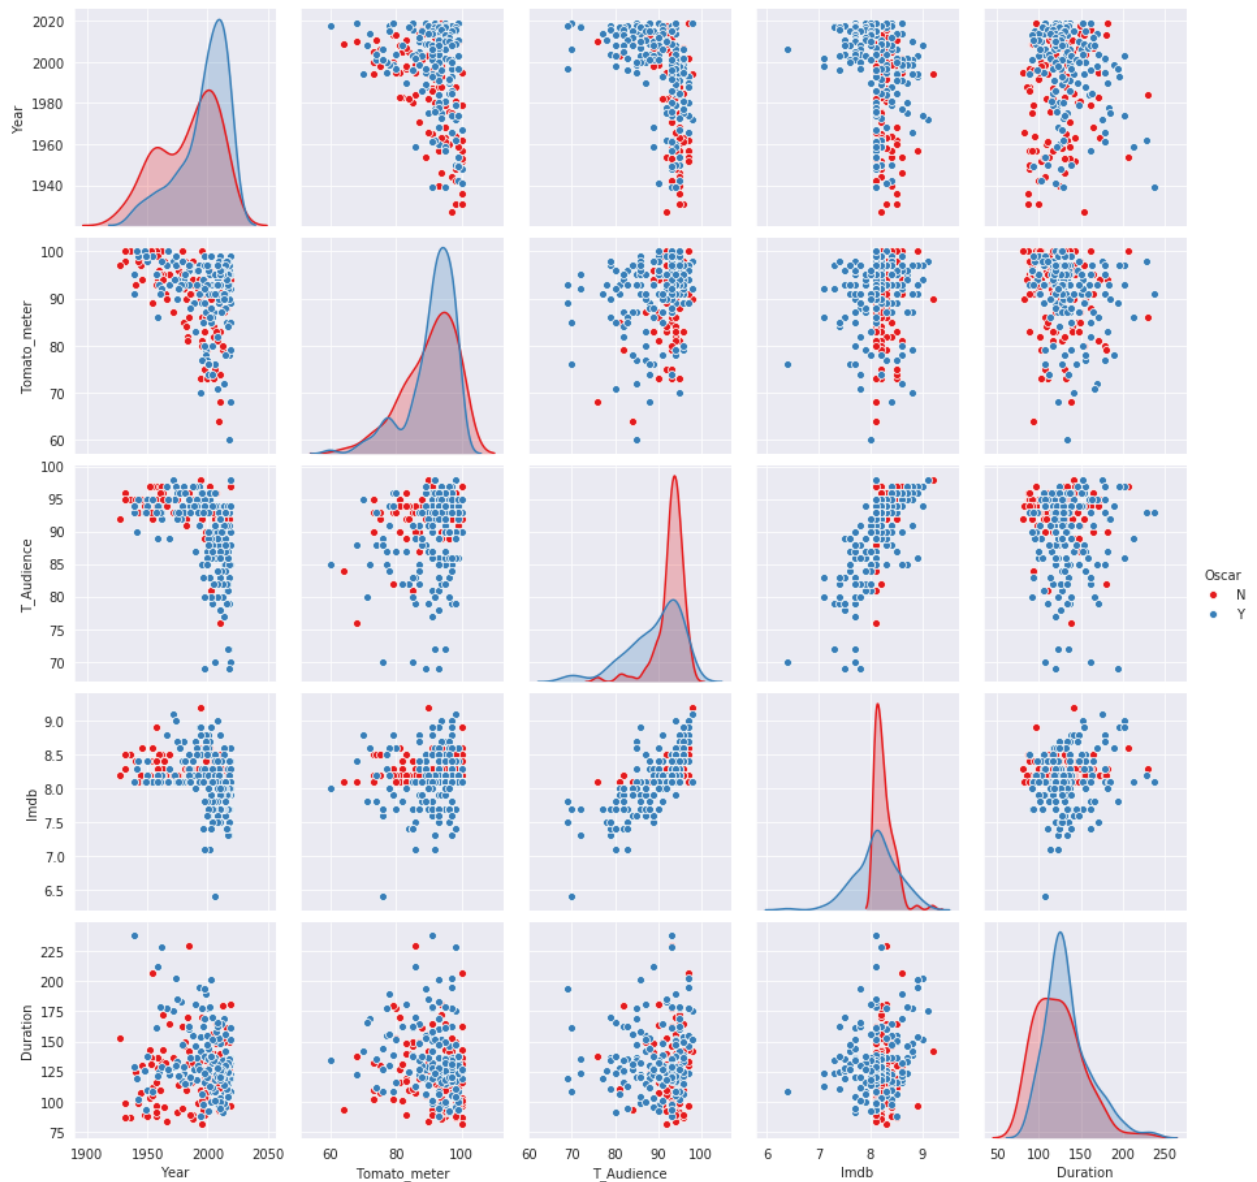 2020
2000
1980
1960
1940
Year
100
90
80
70
60
Tomato_meter
100
95
90
85
80
75
70
T_Audience
Oscar
N
Y
9.0
8.5
8.0
7.5
7.0
6.5
Imdb
225
200
175
150
125
100
75
Duration
1900 1950 2000 2050
60 80 100
60 70 80 90 100
6 7 8 9
50 100 150 200 250
Year Tomato_meter T_Audience Imdb Duration